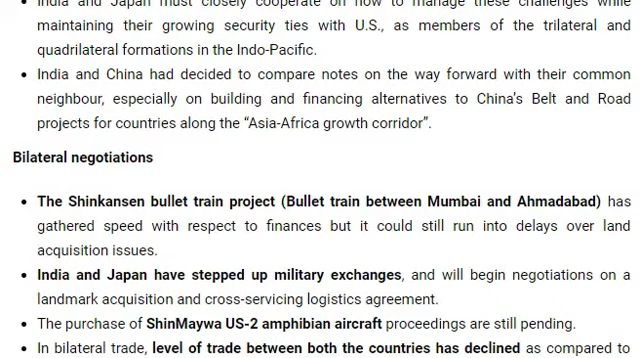 India and Japan must closely cooperate on how to manage these challenges while
maintaining their growing security ties with U.S., as members of the trilateral and
quadrilateral formations in the Indo-Pacific.
India and China had decided to compare notes on the way forward with their common
neighbour, especially on building and financing alternatives to China's Belt and Road
projects for countries along the “Asia-Africa growth corridor”.
Bilateral negotiations
The Shinkansen bullet train project (Bullet train between Mumbai and Ahmadabad) has
gathered speed with respect to finances but it could still run into delays over land
acquisition issues.
India and Japan have stepped up military exchanges, and will begin negotiations on a
landmark acquisition and cross-servicing logistics agreement.
The purchase of ShinMaywa US-2 amphibian aircraft proceedings are still pending.
In bilateral trade, level of trade between both the countries has declined as compared to